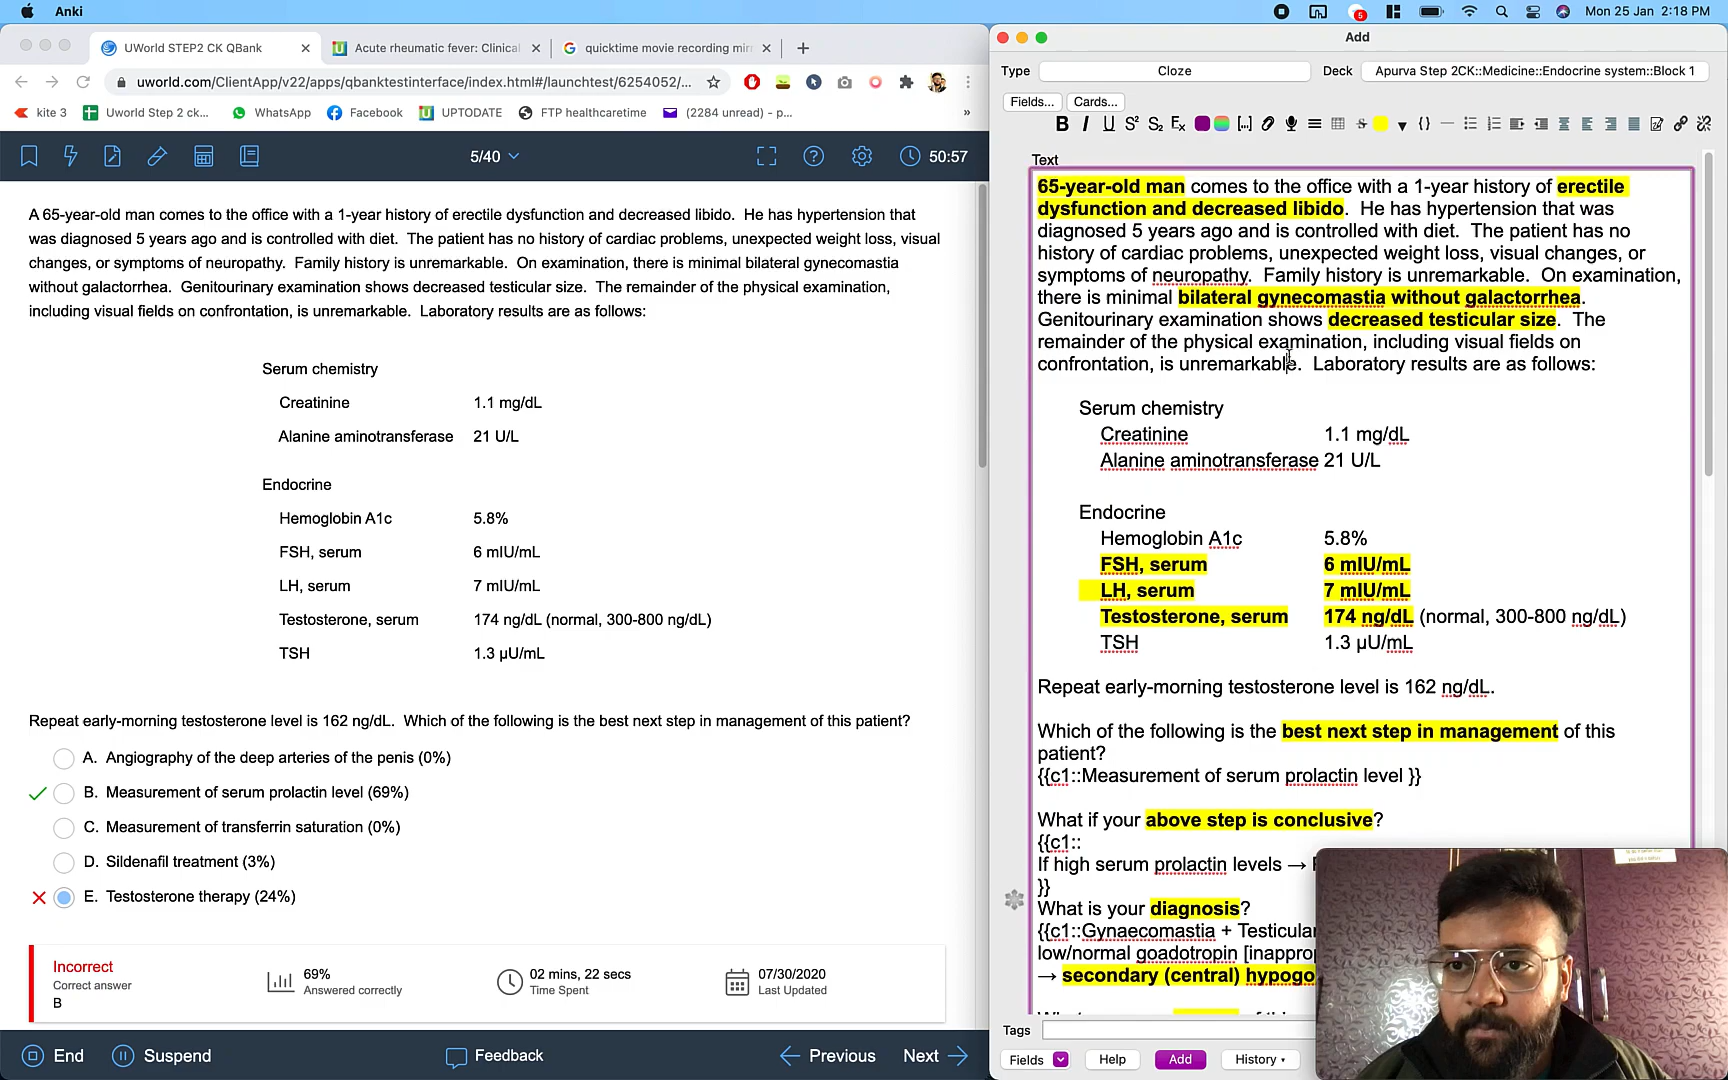 Anki
Mon 25 Jan 2:18 PM
5
UWorld STEP2 CK QBank
Acute rheumatic fever: Clinical
quicktime movie recording mirr
uworld.com/ClientApp/v22/apps/qbanktestinterface/index.html#/launchtest/6254052/...
kite 3
Uworld Step 2 ck...
WhatsApp
Facebook
UPTODATE
FTP healthcaretime
(2284 unread) - p...
»
5/40
50:57
A 65-year-old man comes to the office with a 1-year history of erectile dysfunction and decreased libido. He has hypertension that
was diagnosed 5 years ago and is controlled with diet. The patient has no history of cardiac problems, unexpected weight loss, visual
changes, or symptoms of neuropathy. Family history is unremarkable. On examination, there is minimal bilateral gynecomastia
without galactorrhea. Genitourinary examination shows decreased testicular size. The remainder of the physical examination,
including visual fields on confrontation, is unremarkable. Laboratory results are as follows:
Serum chemistry
Creatinine 1.1 mg/dL
Alanine aminotransferase 21 U/L
Endocrine
Hemoglobin A1c 5.8%
FSH, serum 6 mIU/mL
LH, serum 7 mIU/mL
Testosterone, serum 174 ng/dL (normal, 300-800 ng/dL)
TSH 1.3 µU/mL
Repeat early-morning testosterone level is 162 ng/dL. Which of the following is the best next step in management of this patient?
A. Angiography of the deep arteries of the penis (0%)
B. Measurement of serum prolactin level (69%)
C. Measurement of transferrin saturation (0%)
D. Sildenafil treatment (3%)
E. Testosterone therapy (24%)
Incorrect
Correct answer
B
69%
Answered correctly
02 mins, 22 secs
Time Spent
07/30/2020
Last Updated
End
Suspend
Feedback
Previous
Next
Add
Type
Cloze
Deck
Apurva Step 2CK::Medicine::Endocrine system::Block 1
Fields...
Cards...
Text
65-year-old man comes to the office with a 1-year history of erectile
dysfunction and decreased libido. He has hypertension that was
diagnosed 5 years ago and is controlled with diet. The patient has no
history of cardiac problems, unexpected weight loss, visual changes, or
symptoms of neuropathy. Family history is unremarkable. On examination,
there is minimal bilateral gynecomastia without galactorrhea.
Genitourinary examination shows decreased testicular size. The
remainder of the physical examination, including visual fields on
confrontation, is unremarkable. Laboratory results are as follows:
Serum chemistry
Creatinine 1.1 mg/dL
Alanine aminotransferase 21 U/L
Endocrine
Hemoglobin A1c 5.8%
FSH, serum 6 mIU/mL
LH, serum 7 mIU/mL
Testosterone, serum 174 ng/dL (normal, 300-800 ng/dL)
TSH 1.3 µU/mL
Repeat early-morning testosterone level is 162 ng/dL.
Which of the following is the best next step in management of this
patient?
{{c1::Measurement of serum prolactin level }}
What if your above step is conclusive?
{{c1::
If high serum prolactin levels →
}}
What is your diagnosis?
{{c1::Gynaecomastia + Testicular
low/normal goadotropin [inapprop
→ secondary (central) hypogo
Tags
Fields
Help
Add
History